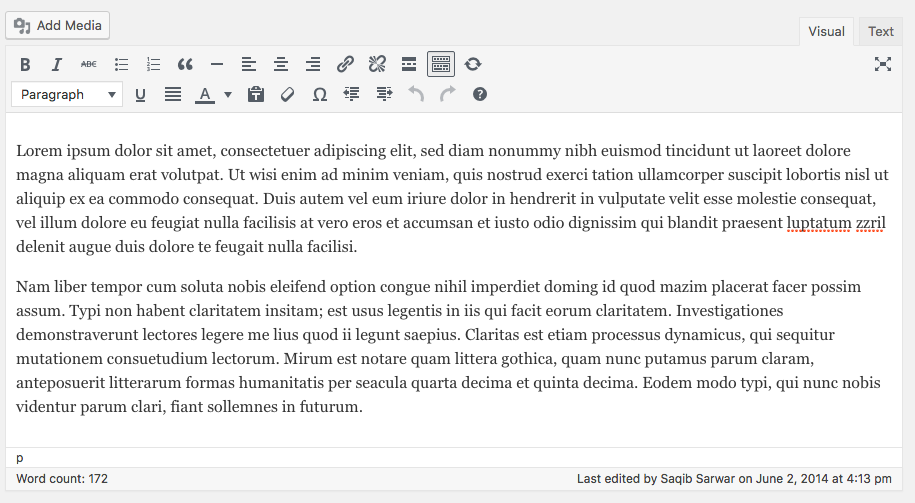 Add Media
Visual Text
B I ABC
Paragraph U A T Ω ?
Lorem ipsum dolor sit amet, consectetuer adipiscing elit, sed diam nonummy nibh euismod tincidunt ut laoreet dolore
magna aliquam erat volutpat. Ut wisi enim ad minim veniam, quis nostrud exerci tation ullamcorper suscipit lobortis nisl ut
aliquip ex ea commodo consequat. Duis autem vel eum iriure dolor in hendrerit in vulputate velit esse molestie consequat,
vel illum dolore eu feugiat nulla facilisis at vero eros et accumsan et iusto odio dignissim qui blandit praesent luptatum zzril
delenit augue duis dolore te feugait nulla facilisi.
Nam liber tempor cum soluta nobis eleifend option congue nihil imperdiet doming id quod mazim placerat facer possim
assum. Typi non habent claritatem insitam; est usus legentis in iis qui facit eorum claritatem. Investigationes
demonstraverunt lectores legere me lius quod ii legunt saepius. Claritas est etiam processus dynamicus, qui sequitur
mutationem consuetudium lectorum. Mirum est notare quam littera gothica, quam nunc putamus parum claram,
anteposuerit litterarum formas humanitatis per seacula quarta decima et quinta decima. Eodem modo typi, qui nunc nobis
videntur parum clari, fiant sollemnes in futurum.
p
Word count: 172 Last edited by Saqib Sarwar on June 2, 2014 at 4:13 pm